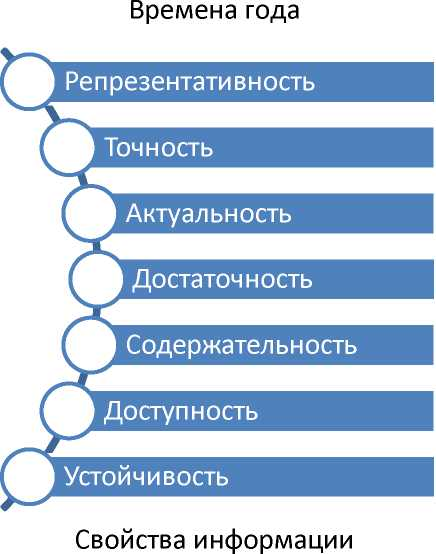 Времена года
Репрезентативность
Точность
Актуальность
Достаточность
Содержательность
Доступность
Устойчивость
Свойства информации